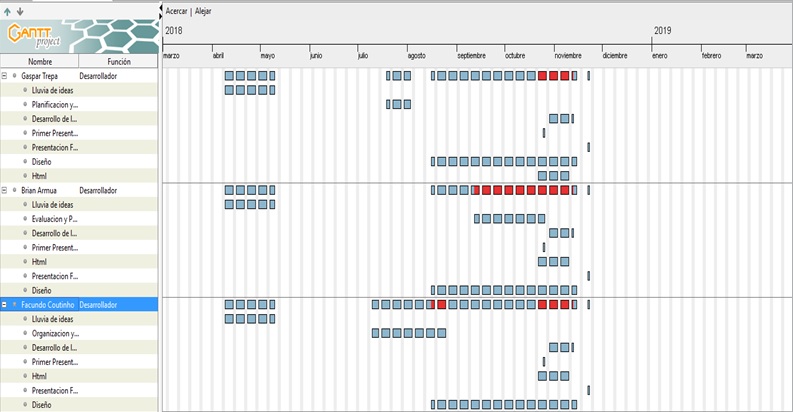 Acercar | Alejar
2018 2019
GANTT
project
marzo abril mayo junio julio agosto septiembre octubre noviembre diciembre enero febrero marzo
Nombre Función
Gaspar Trepa Desarrollador
Lluvia de ideas
Planificacion y...
Desarrollo de l...
Primer Present...
Presentacion F...
Diseño
Html
Brian Armua Desarrollador
Lluvia de ideas
Evaluacion y P...
Desarrollo de l...
Primer Present...
Html
Presentacion F...
Diseño
Facundo Coutinho Desarrollador
Lluvia de ideas
Organizacion y...
Desarrollo de l...
Primer Present...
Html
Presentacion F...
Diseño